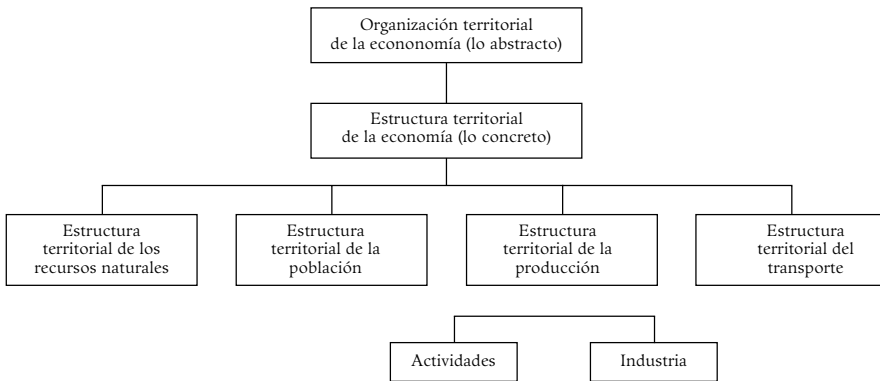 Organización territorial
de la econonomía (lo abstracto)
Estructura territorial
de la economía (lo concreto)
Estructura
territorial de los
recursos naturales
Estructura
territorial de la
población
Estructura
territorial de la
producción
Estructura
territorial del
transporte
Actividades
Industria